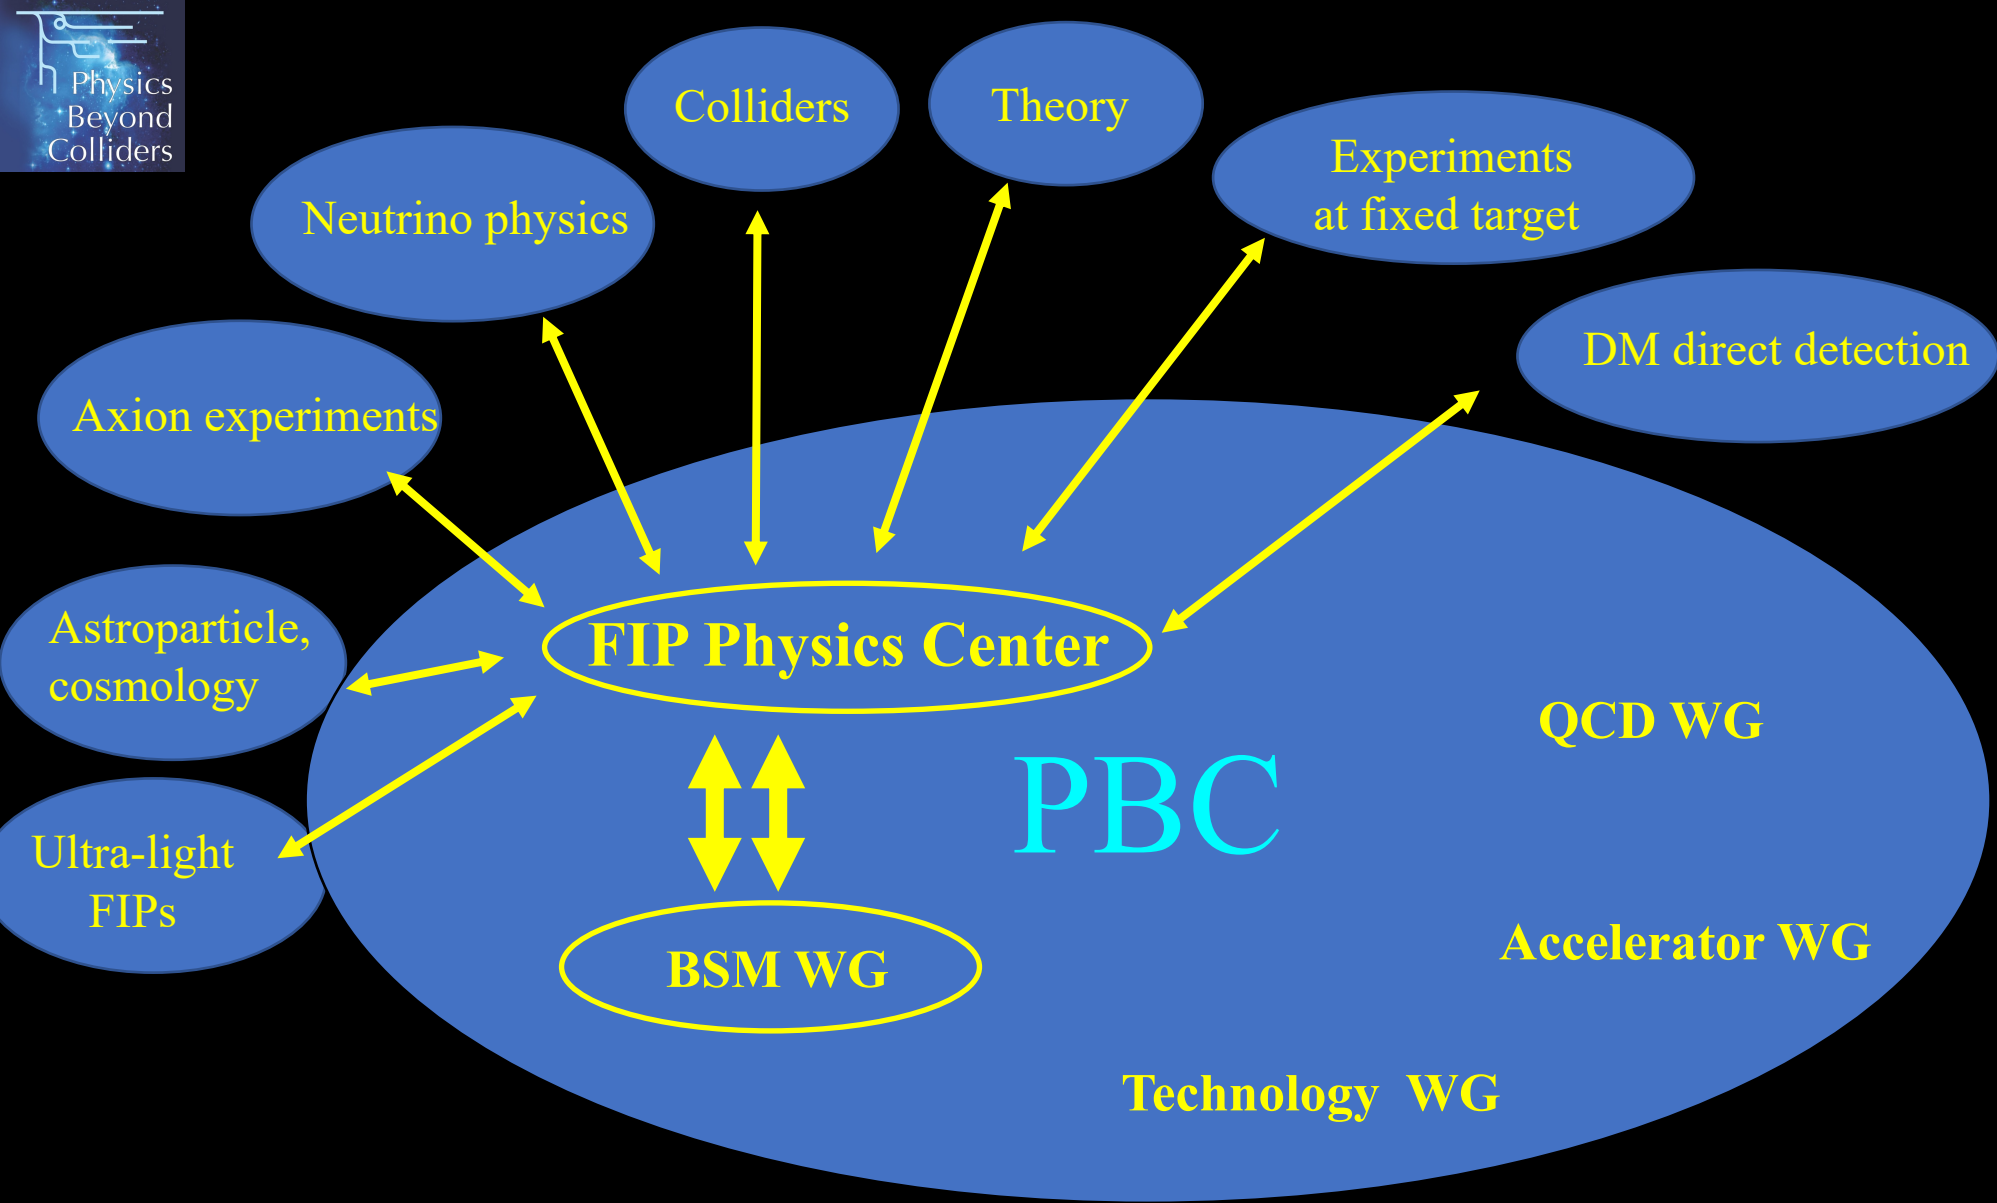 Physics
Beyond
Colliders
Colliders
Theory
Experiments
at fixed target
Neutrino physics
DM direct detection
Axion experiments
Astroparticle,
cosmology
FIP Physics Center
QCD WG
PBC
Ultra-light
FIPs
Accelerator WG
BSM WG
Technology WG